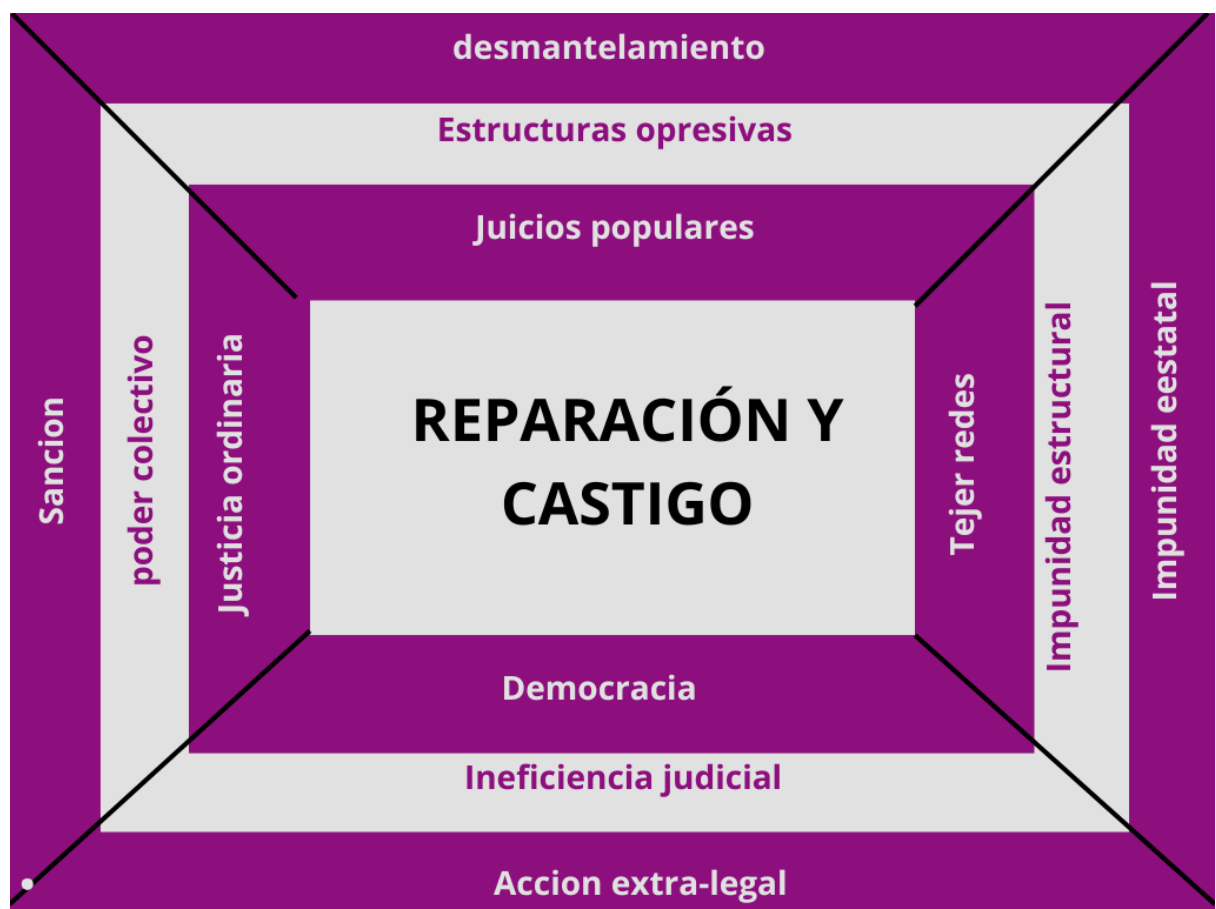 desmantelamiento
Estructuras opresivas
Juicios populares
Sancion
poder colectivo
Justicia ordinaria
REPARACIÓN Y
CASTIGO
Tejer redes
Impunidad estructural
Impunidad eestatal
Democracia
Ineficiencia judicial
Accion extra-legal